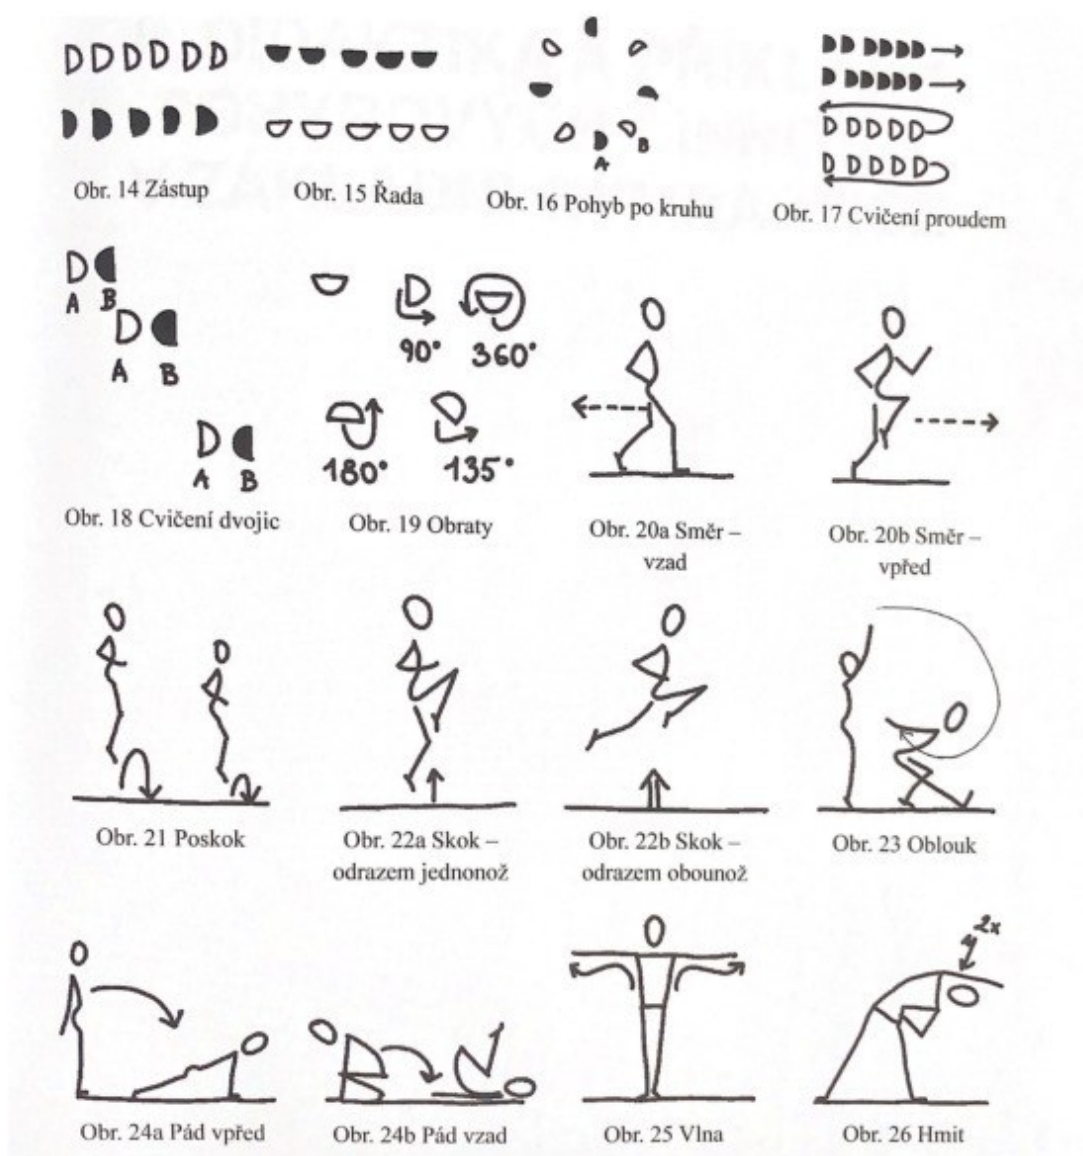 Obr. 14 Zástup
Obr. 15 Řada
A
B
Obr. 16 Pohyb po kruhu
Obr. 17 Cvičení proudem
A B
A B
A B
Obr. 18 Cvičení dvojic
90° 360°
180° 135°
Obr. 19 Obraty
Obr. 20a Směr –
vzad
Obr. 20b Směr –
vpřed
Obr. 21 Poskok
Obr. 22a Skok –
odrazem jednonož
Obr. 22b Skok –
odrazem obounož
Obr. 23 Oblouk
Obr. 24a Pád vpřed
Obr. 24b Pád vzad
Obr. 25 Vlna
2x
Obr. 26 Hmit